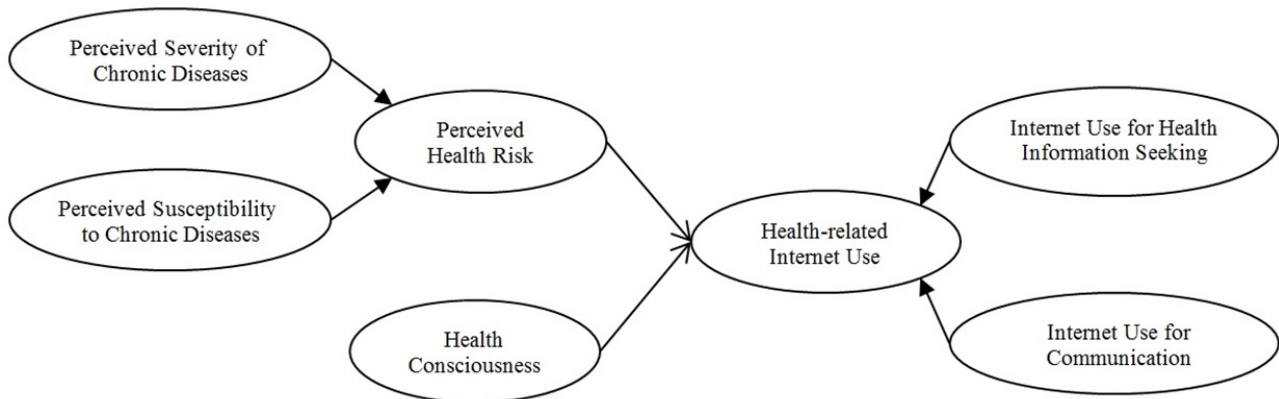 Perceived Severity of
Chronic Diseases
Perceived
Health Risk
Perceived Susceptibility
to Chronic Diseases
Health
Consciousness
Health-related
Internet Use
Internet Use for Health
Information Seeking
Internet Use for
Communication